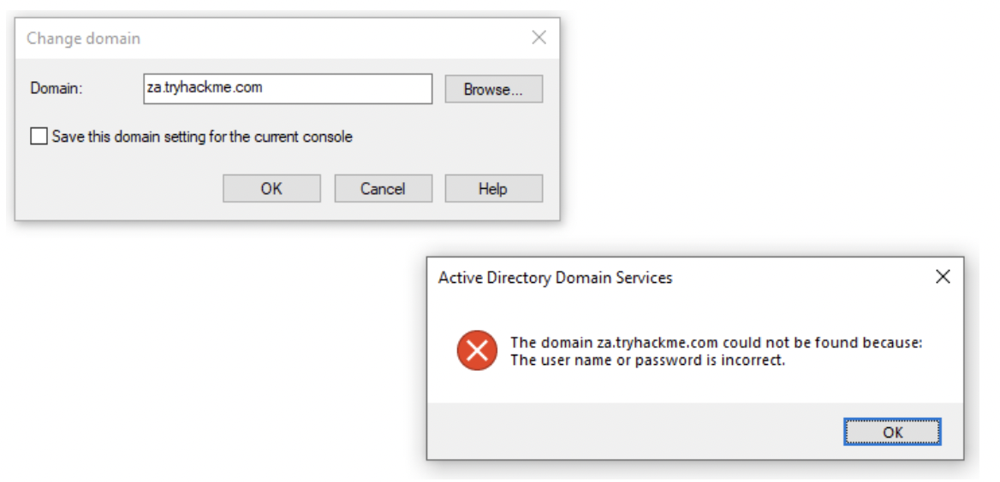 Change domain
Domain: za.tryhackme.com Browse...
Save this domain setting for the current console
OK Cancel Help
Active Directory Domain Services
The domain za.tryhackme.com could not be found because:
The user name or password is incorrect.
OK